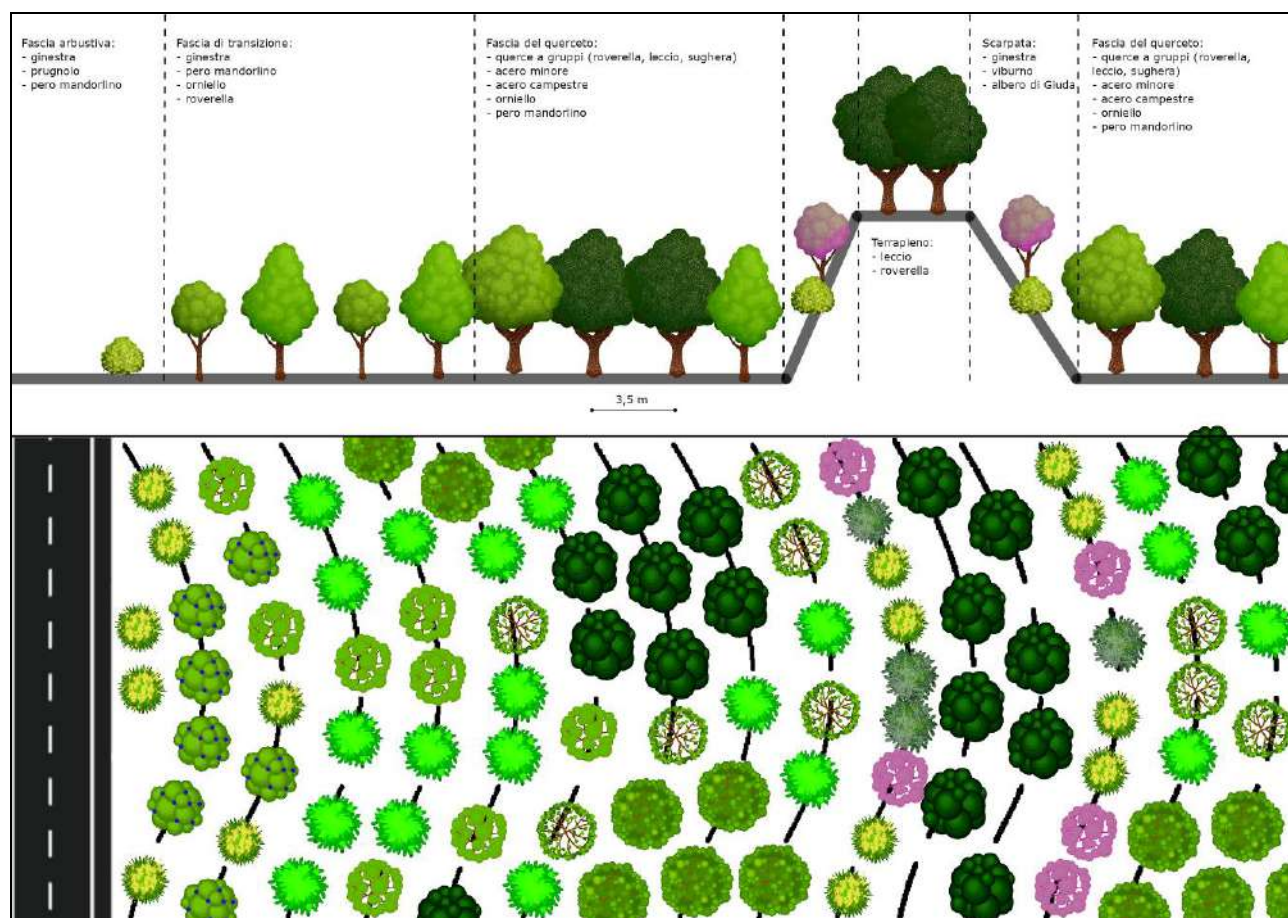 Fascia arbustiva:
- ginestra
- prugnolo
- pero mandorlino
Fascia di transizione:
- ginestra
- pero mandorlino
- orniello
- roverella
Fascia del querceto:
- querce a gruppi (roverella, leccio, sughera)
- acero minore
- acero campestre
- orniello
- pero mandorlino
Scarpata:
- ginestra
- viburno
- albero di Giuda
Fascia del querceto:
- querce a gruppi (roverella,
leccio, sughera)
- acero minore
- acero campestre
- orniello
- pero mandorlino
Terrapieno:
- leccio
- roverella
3,5 m